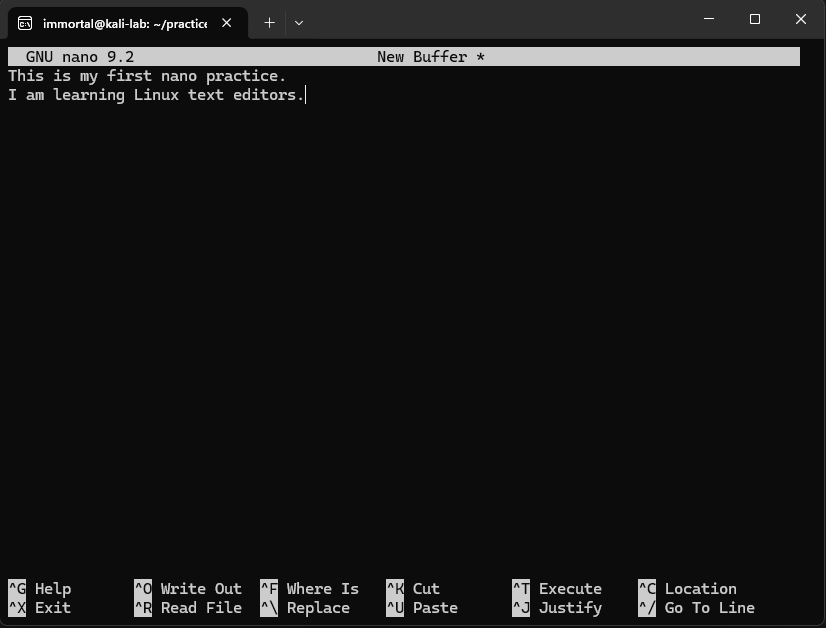 immortal@kali-lab: ~/practice
GNU nano 9.2 New Buffer *
This is my first nano practice.
I am learning Linux text editors.
^G Help ^O Write Out ^F Where Is ^K Cut ^T Execute ^C Location
^X Exit ^R Read File ^\ Replace ^U Paste ^J Justify ^/ Go To Line